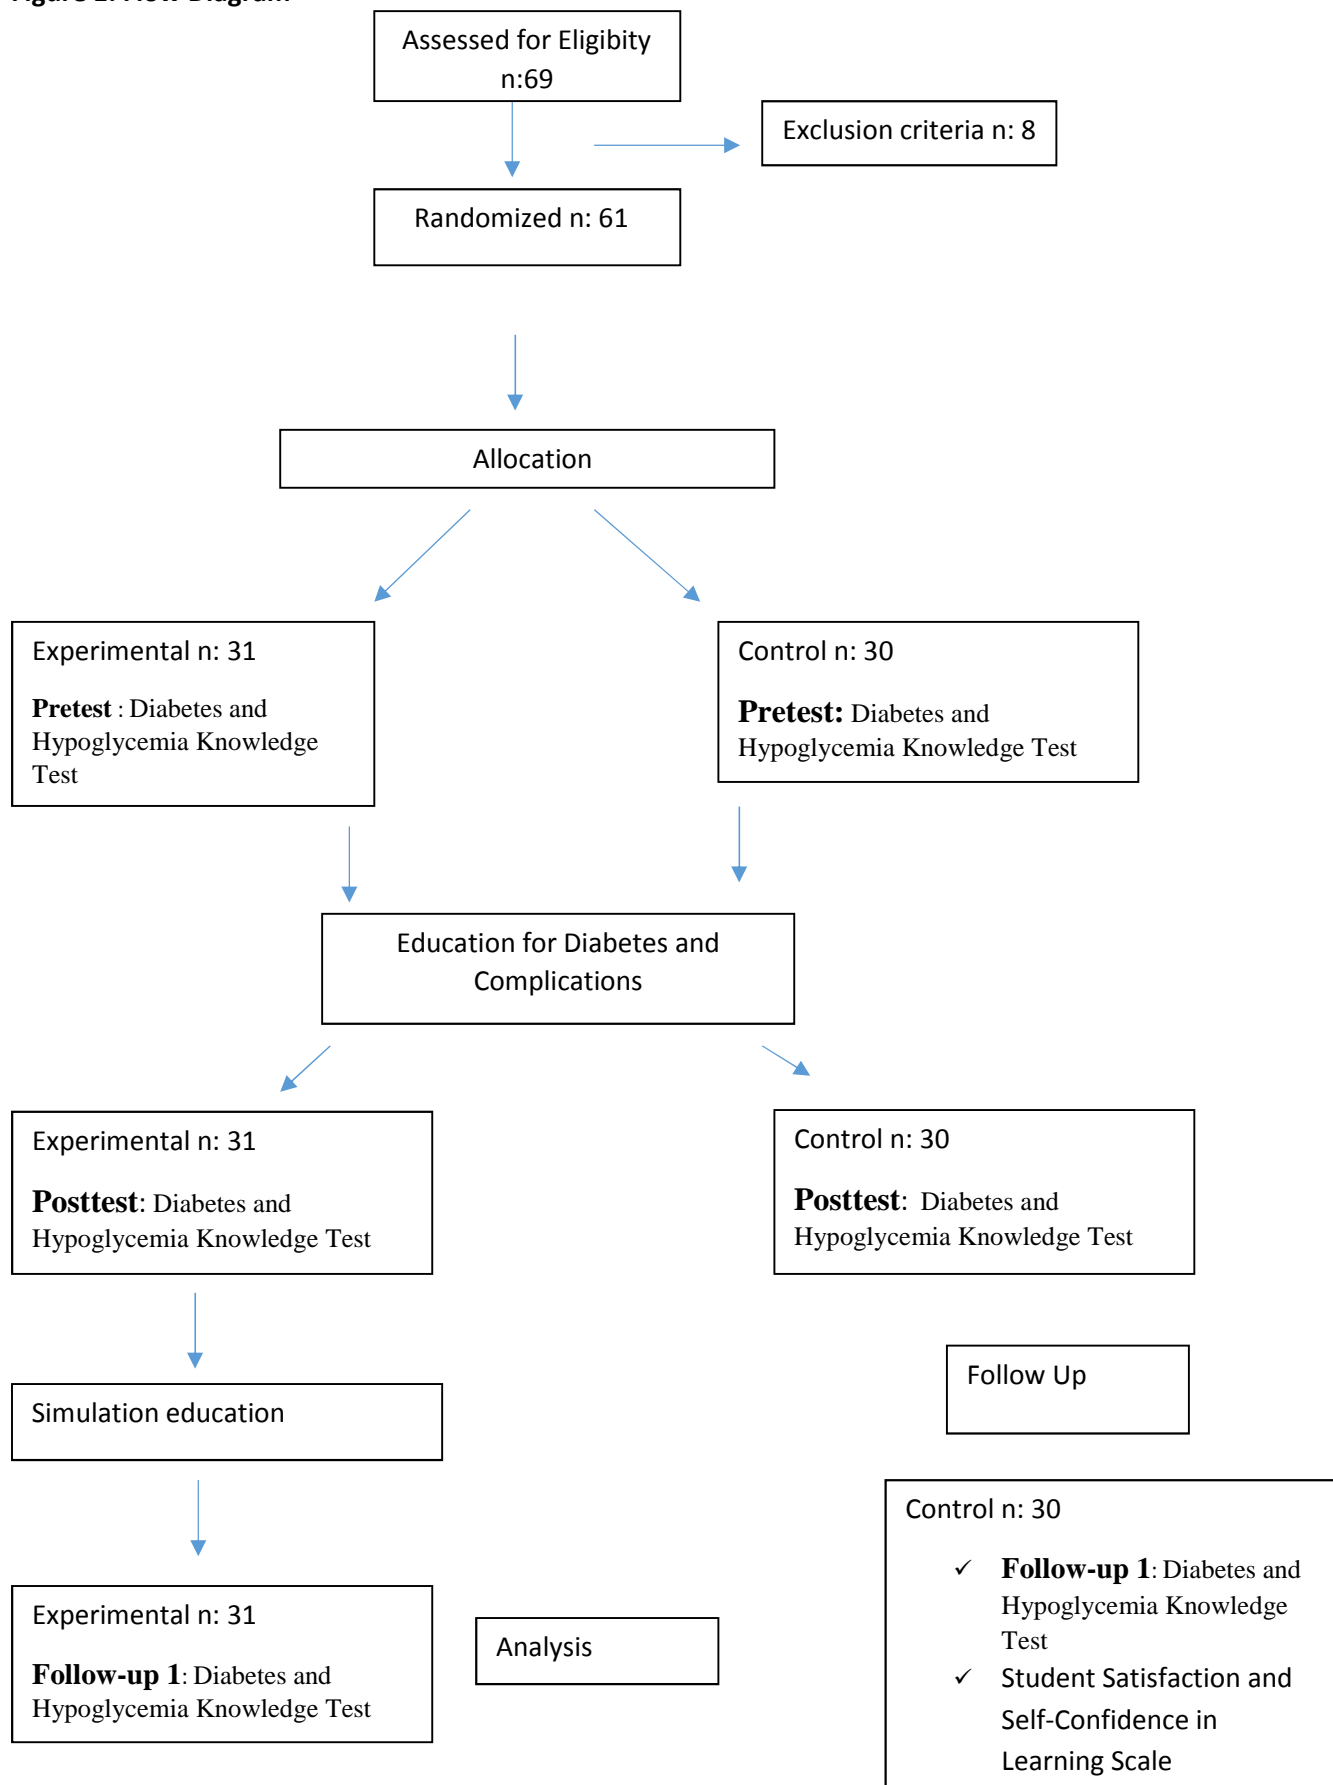 Assessed for Eligibity
n:69
Exclusion criteria n: 8
Randomized n: 61
Allocation
Experimental n: 31
Pretest : Diabetes and
Hypoglycemia Knowledge
Test
Control n: 30
Pretest: Diabetes and
Hypoglycemia Knowledge Test
Education for Diabetes and
Complications
Experimental n: 31
Posttest: Diabetes and
Hypoglycemia Knowledge Test
Control n: 30
Posttest: Diabetes and
Hypoglycemia Knowledge Test
Simulation education
Follow Up
Experimental n: 31
Follow-up 1: Diabetes and
Hypoglycemia Knowledge Test
Analysis
Control n: 30
✓ Follow-up 1: Diabetes and
Hypoglycemia Knowledge
Test
✓ Student Satisfaction and
Self-Confidence in
Learning Scale